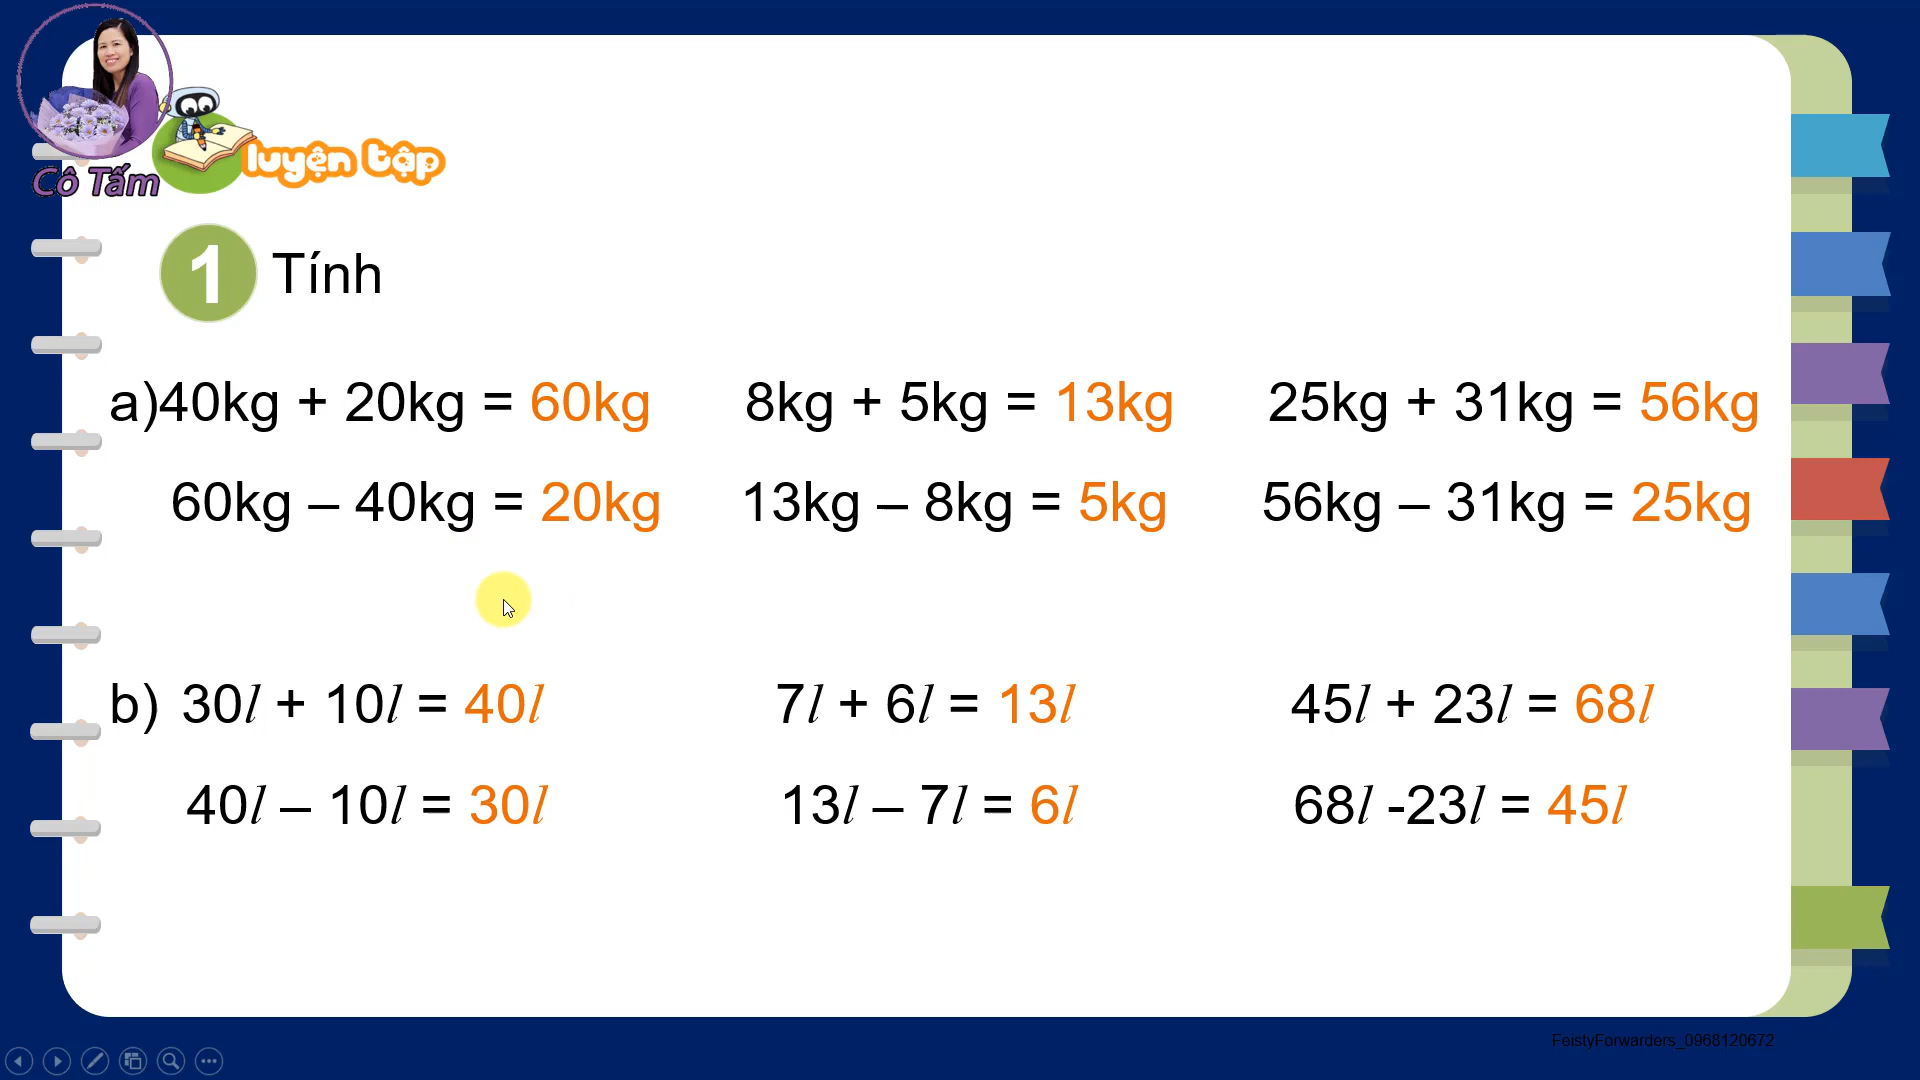 Cô Tấm
luyện tập
1 Tính
a)40kg + 20kg = 60kg 8kg + 5kg = 13kg 25kg + 31kg = 56kg
60kg – 40kg = 20kg 13kg – 8kg = 5kg 56kg – 31kg = 25kg
b) 30l + 10l = 40l 7l + 6l = 13l 45l + 23l = 68l
40l – 10l = 30l 13l – 7l = 6l 68l -23l = 45l
FeistyForwarders_0968120672